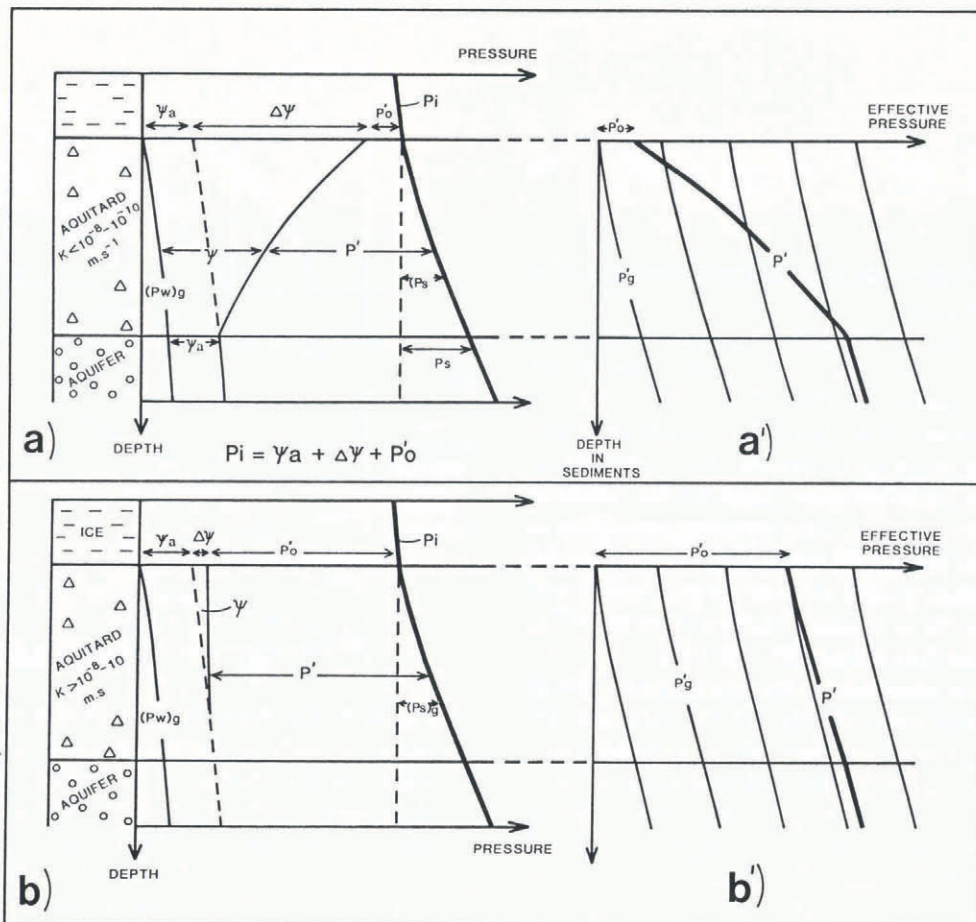 PRESSURE
Pi
ψa
Δψ
P'o
AQUITARD
K<10⁻⁸–10⁻¹⁰
m.s⁻¹
(Pw)g
ψ
P'
(Ps)
ψa
Ps
AQUIFER
a)
DEPTH
Pi = ψa + Δψ + P'o
EFFECTIVE
PRESSURE
P'o
P'g
P'
a')
DEPTH
IN
SEDIMENTS
ICE
ψa
Δψ
P'o
Pi
ψ
AQUITARD
K>10⁻⁸–10
m.s
(Pw)g
P'
(Ps)g
AQUIFER
PRESSURE
b)
DEPTH
EFFECTIVE
PRESSURE
P'o
P'g
P'
b')